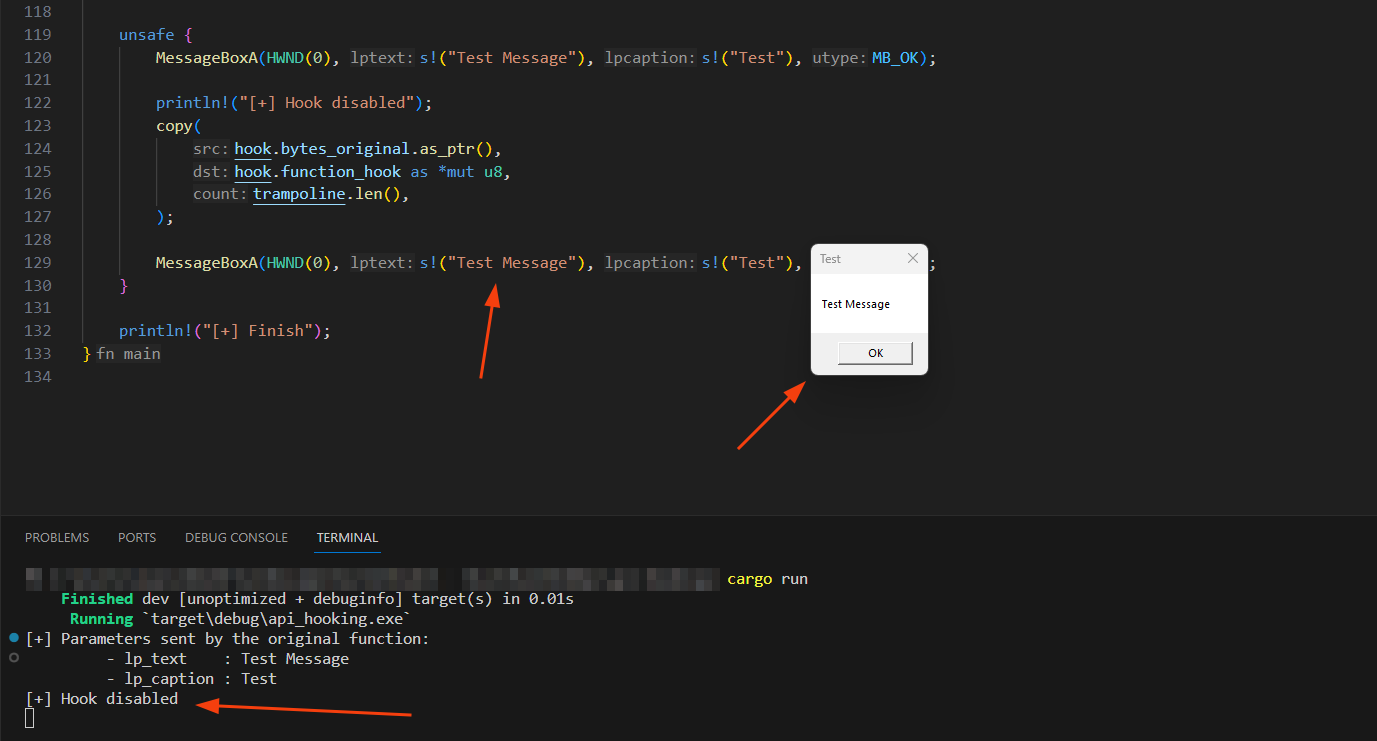 118
119 unsafe {
120 MessageBoxA(HWND(0), lptext: s!("Test Message"), lpcaption: s!("Test"), utype: MB_OK);
121
122 println!("[+] Hook disabled");
123 copy(
124 src: hook.bytes_original.as_ptr(),
125 dst: hook.function_hook as *mut u8,
126 count: trampoline.len(),
127 );
128
129 MessageBoxA(HWND(0), lptext: s!("Test Message"), lpcaption: s!("Test"), ;
130 }
131
132 println!("[+] Finish");
133 } fn main
134
Test
Test Message
OK
PROBLEMS PORTS DEBUG CONSOLE TERMINAL
cargo run
Finished dev [unoptimized + debuginfo] target(s) in 0.01s
Running `target\debug\api_hooking.exe`
[+] Parameters sent by the original function:
- lp_text : Test Message
- lp_caption : Test
[+] Hook disabled